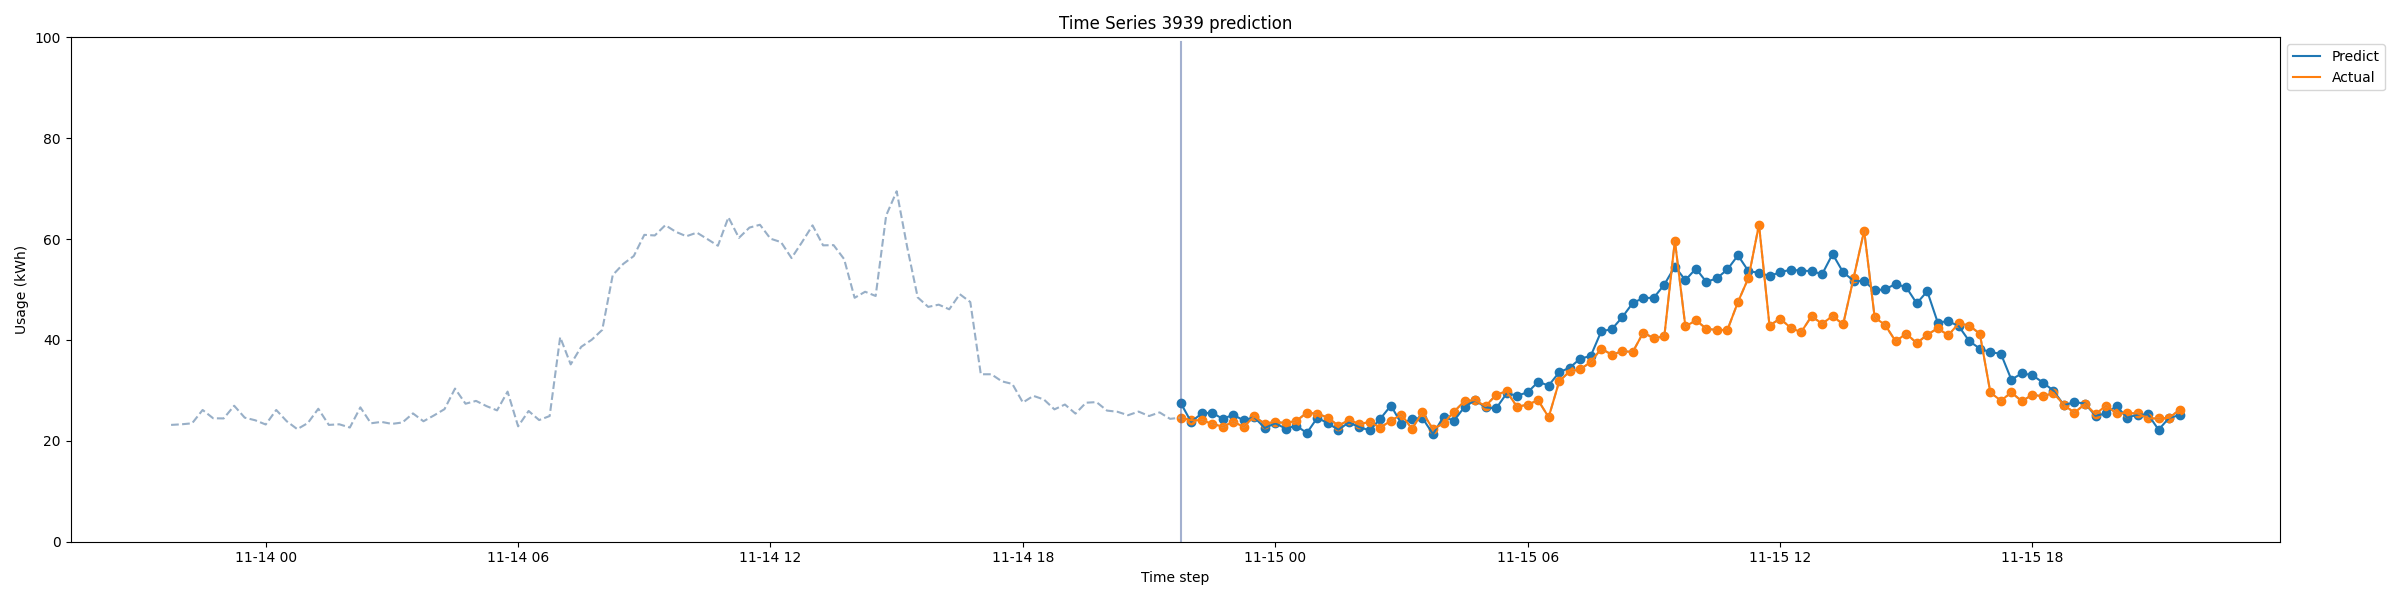 Time Series 3939 prediction
100
80
60
40
20
0
Usage (kWh)
11-14 00
11-14 06
11-14 12
11-14 18
11-15 00
11-15 06
11-15 12
11-15 18
Time step
Predict
Actual